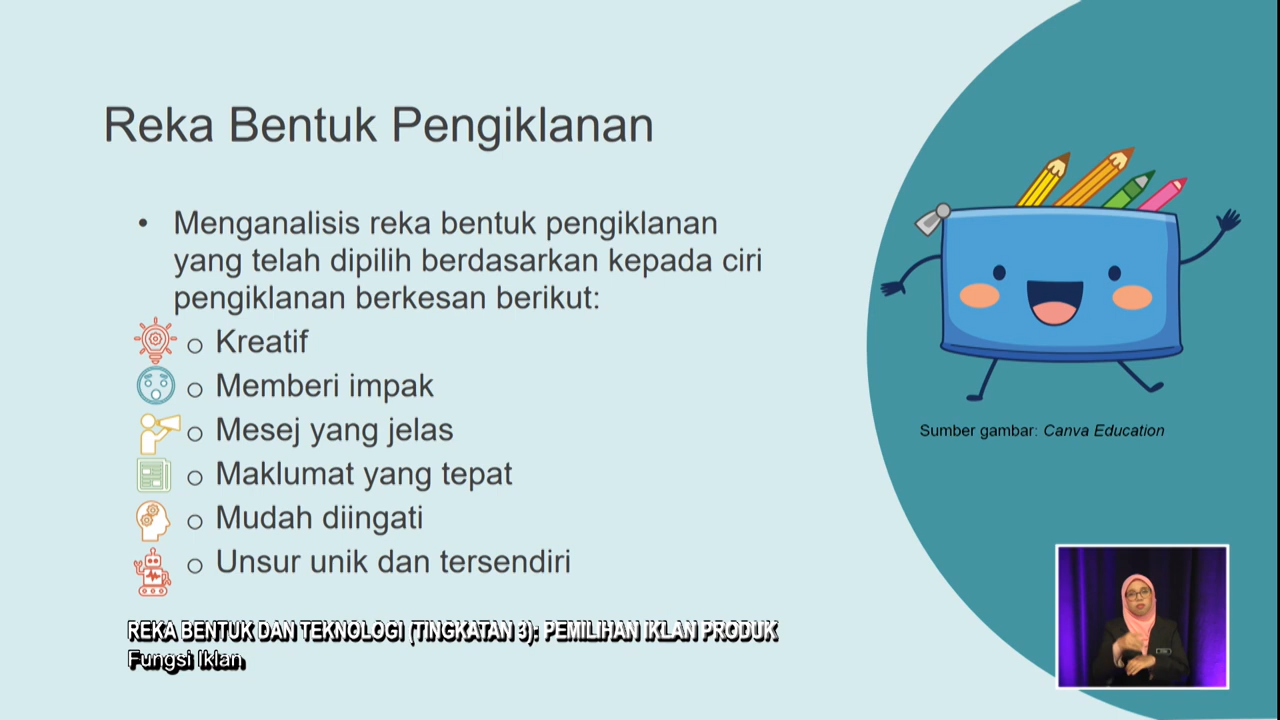 Reka Bentuk Pengiklanan
• Menganalisis reka bentuk pengiklanan
yang telah dipilih berdasarkan kepada ciri
pengiklanan berkesan berikut:
o Kreatif
o Memberi impak
o Mesej yang jelas
o Maklumat yang tepat
o Mudah diingati
o Unsur unik dan tersendiri
Sumber gambar: Canva Education
REKA BENTUK DAN TEKNOLOGI (TINGKATAN 3): PEMILIHAN IKLAN PRODUK
Fungsi Iklan